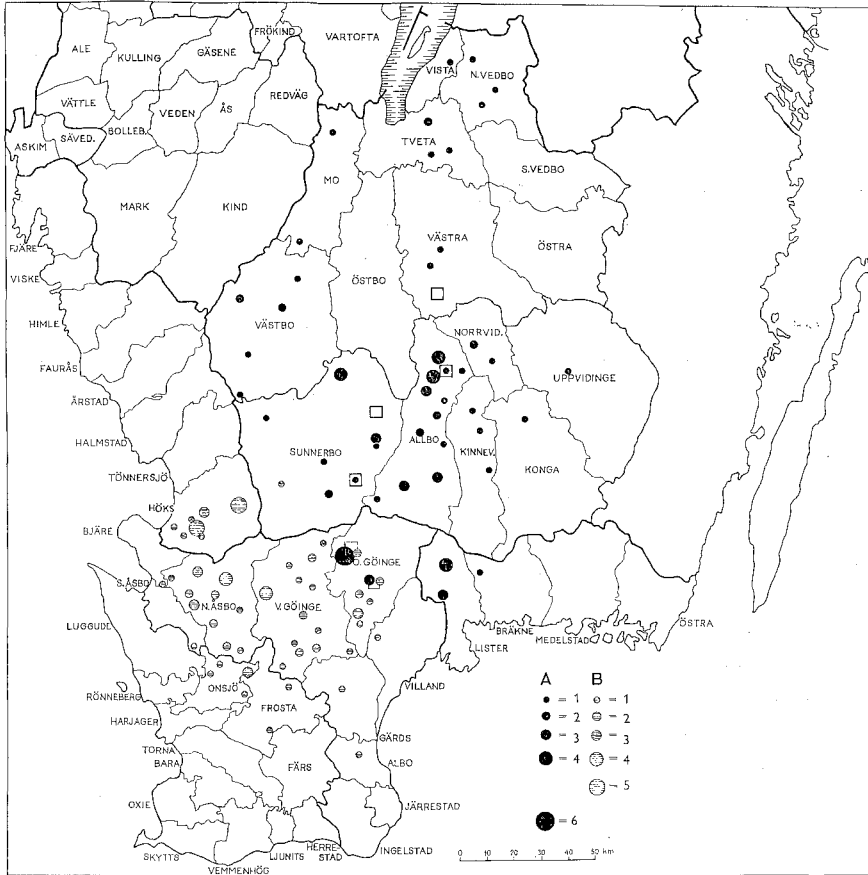 FRÖKIND
VARTOFTA
ALE
KULLING
GÄSENE
VISTA
N.VEDBO
VÄTTLE
VEDEN
ÅS
REDVÄG
BOLLEB.
SÄVED.
ASKIM
TVETA
S.VEDBO
MO
MARK
KIND
VÄSTRA
ÖSTRA
FJÄRE
VISKE
ÖSTBO
HIMLE
VÄSTBO
NORRVID.
FAURÅS
UPPVIDINGE
ÅRSTAD
HALMSTAD
SUNNERBO
ALLBO
KINNEV.
KONGA
TÖNNERSJÖ
HÖKS
BJÄRE
Ö.GÖINGE
S.ÅSBO
N.ÅSBO
V.GÖINGE
LUGGUDE
BRÄKNE
ÖSTRA
LISTER
MEDELSTAD
RÖNNEBERG
ONSJÖ
VILLAND
A B
= 1 = 1
HARJAGER
FROSTA
= 2 = 2
GÄRDS
= 3 = 3
TORNA
BARA
FÄRS
ALBO
= 4 = 4
= 5
OXIE
JÄRRESTAD
= 6
SKYTTS
LJUNITS
HERRE-
STAD
INGELSTAD
VEMMENHÖG
0 10 20 30 50 km